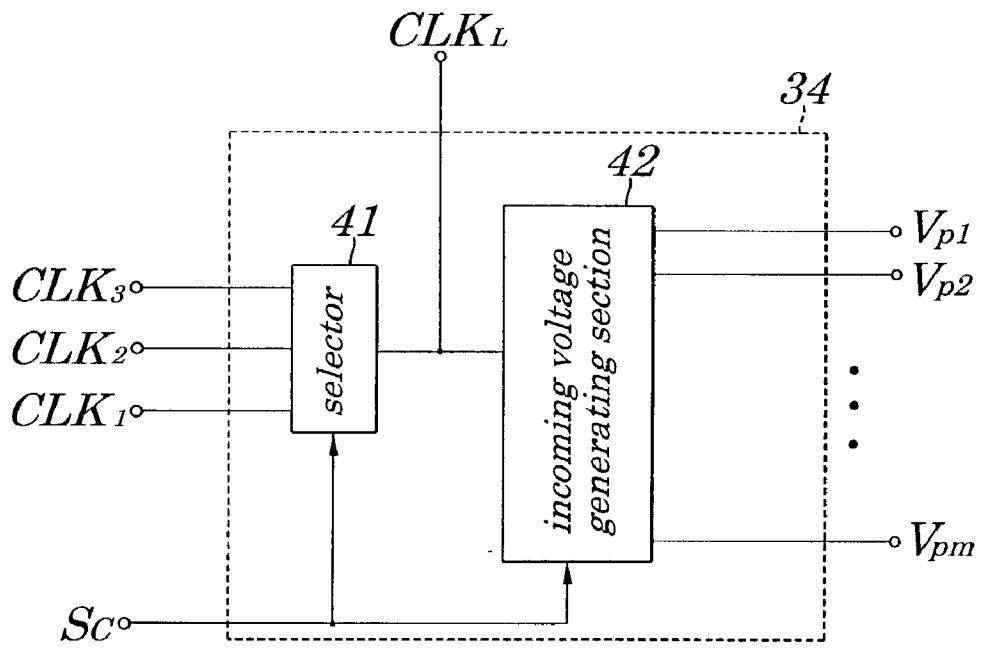 CLKL
34
42
41
Vp1
Vp2
CLK3
CLK2
CLK1
selector
incoming voltage
generating section
Vpm
SC